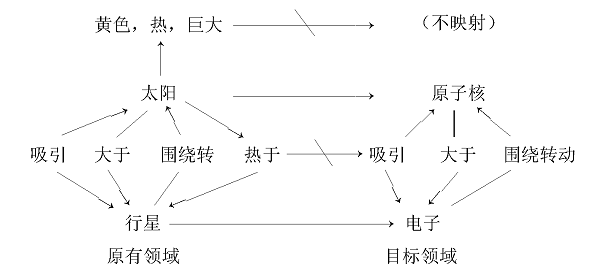 黄色，热，巨大 （不映射）
太阳 原子核
吸引 大于 围绕转 热于 吸引 大于 围绕转动
行星 电子
原有领域 目标领域